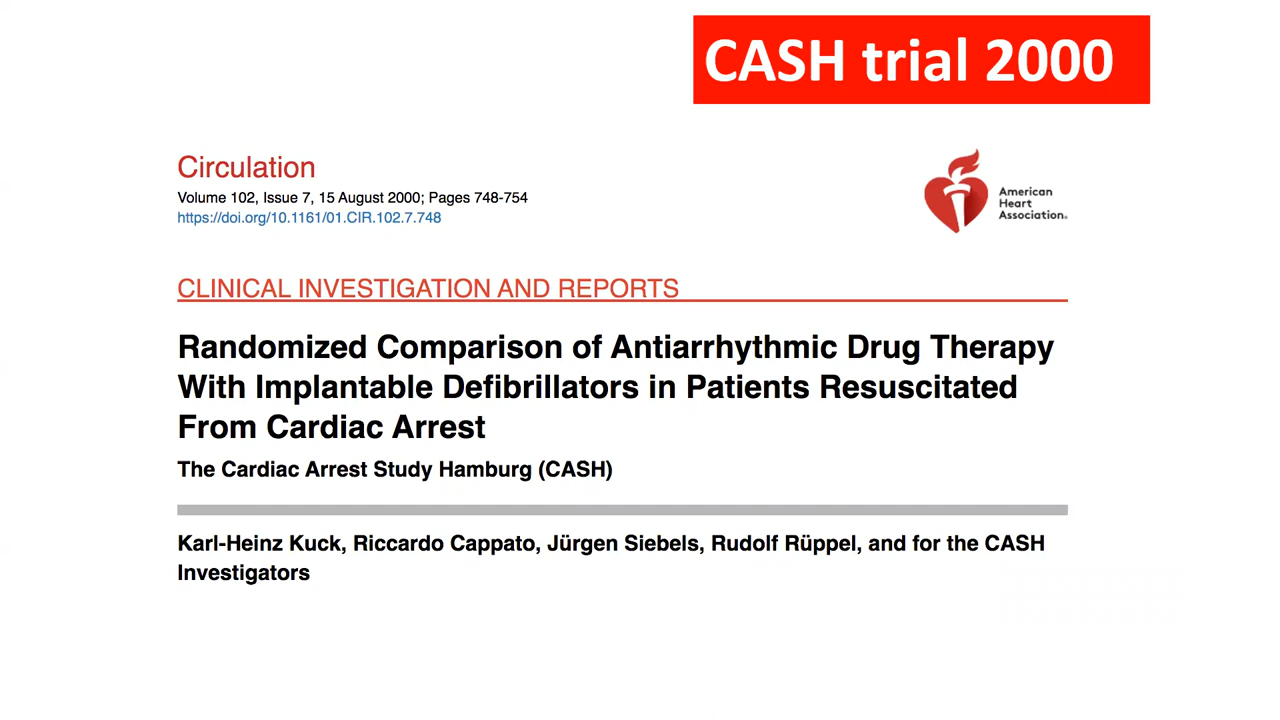 CASH trial 2000
Circulation
Volume 102, Issue 7, 15 August 2000; Pages 748-754
https://doi.org/10.1161/01.CIR.102.7.748
American
Heart
Association.
CLINICAL INVESTIGATION AND REPORTS
Randomized Comparison of Antiarrhythmic Drug Therapy
With Implantable Defibrillators in Patients Resuscitated
From Cardiac Arrest
The Cardiac Arrest Study Hamburg (CASH)
Karl-Heinz Kuck, Riccardo Cappato, Jürgen Siebels, Rudolf Rüppel, and for the CASH
Investigators